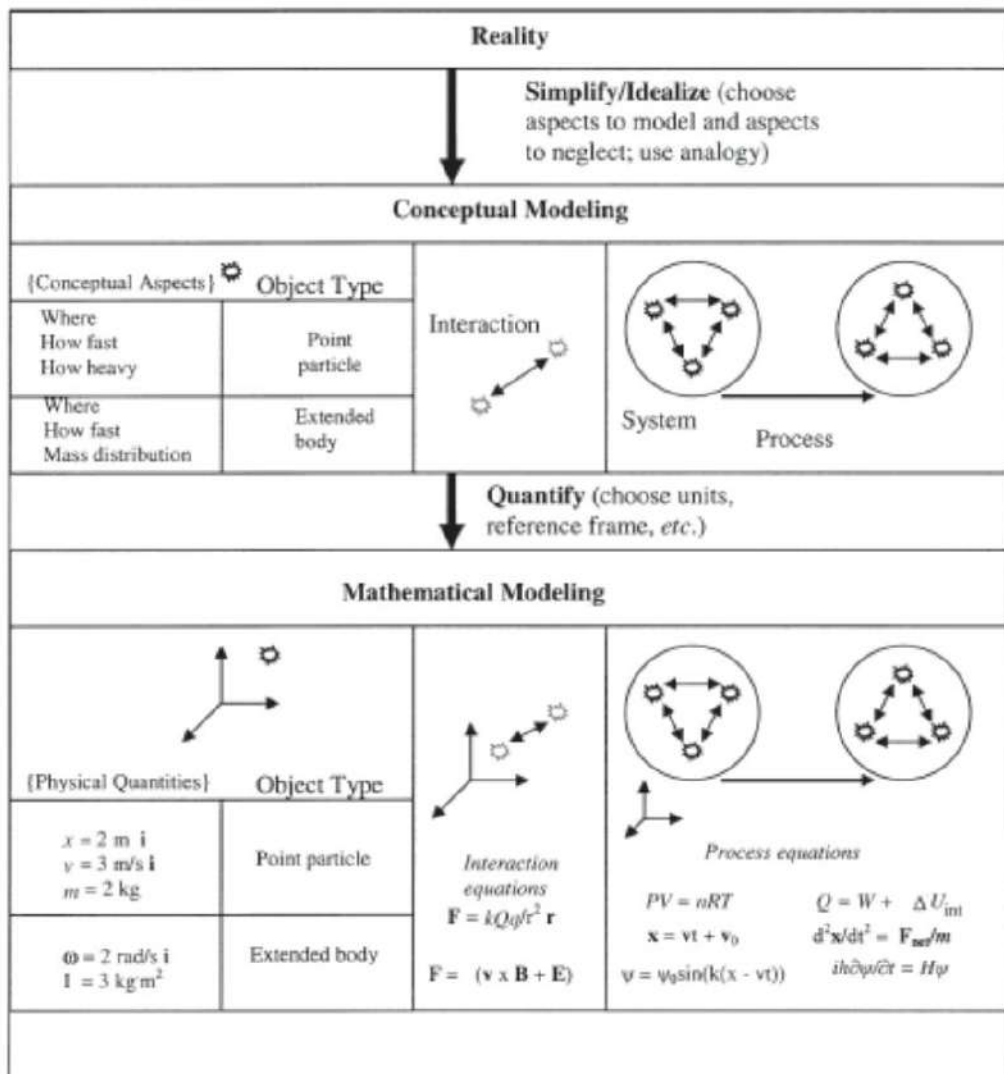 Reality
Simplify/Idealize (choose
aspects to model and aspects
to neglect; use analogy)
Conceptual Modeling
{Conceptual Aspects} Object Type
Where
How fast
How heavy
Point
particle
Where
How fast
Mass distribution
Extended
body
Interaction
System
Process
Quantify (choose units,
reference frame, etc.)
Mathematical Modeling
{Physical Quantities} Object Type
x = 2 m i
v = 3 m/s i
m = 2 kg
Point particle
ω = 2 rad/s i
I = 3 kg·m²
Extended body
Interaction
equations
F = kQq/r² r
F = (v x B + E)
Process equations
PV = nRT
Q = W + ΔU_int
x = vt + v₀
d²x/dt² = F_net/m
ψ = ψ₀sin(k(x - vt))
ih∂ψ/∂t = Hψ